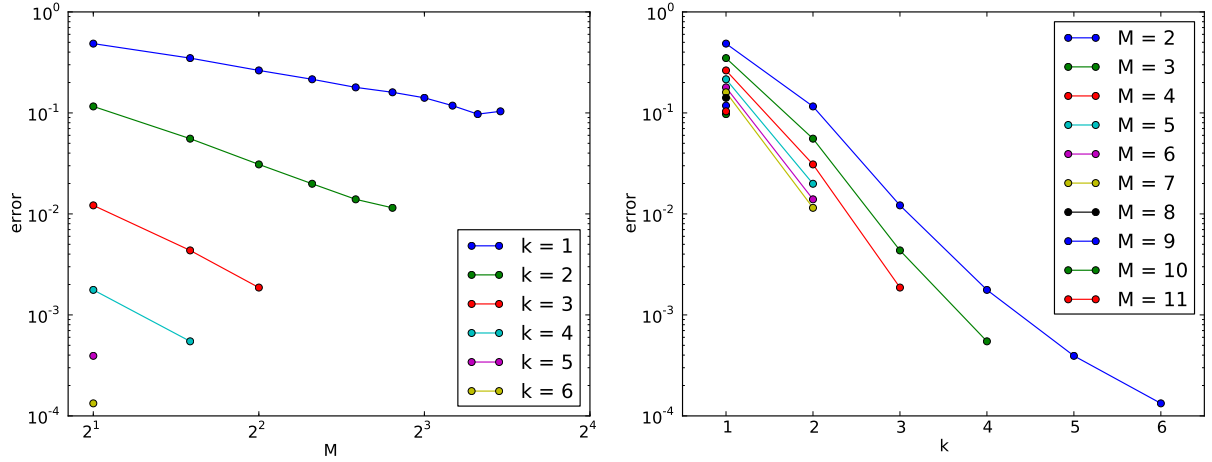 10^0
10^-1
10^-2
10^-3
10^-4
error
2^1
2^2
2^3
2^4
M
k = 1
k = 2
k = 3
k = 4
k = 5
k = 6
10^0
10^-1
10^-2
10^-3
10^-4
error
1 2 3 4 5 6
k
M = 2
M = 3
M = 4
M = 5
M = 6
M = 7
M = 8
M = 9
M = 10
M = 11